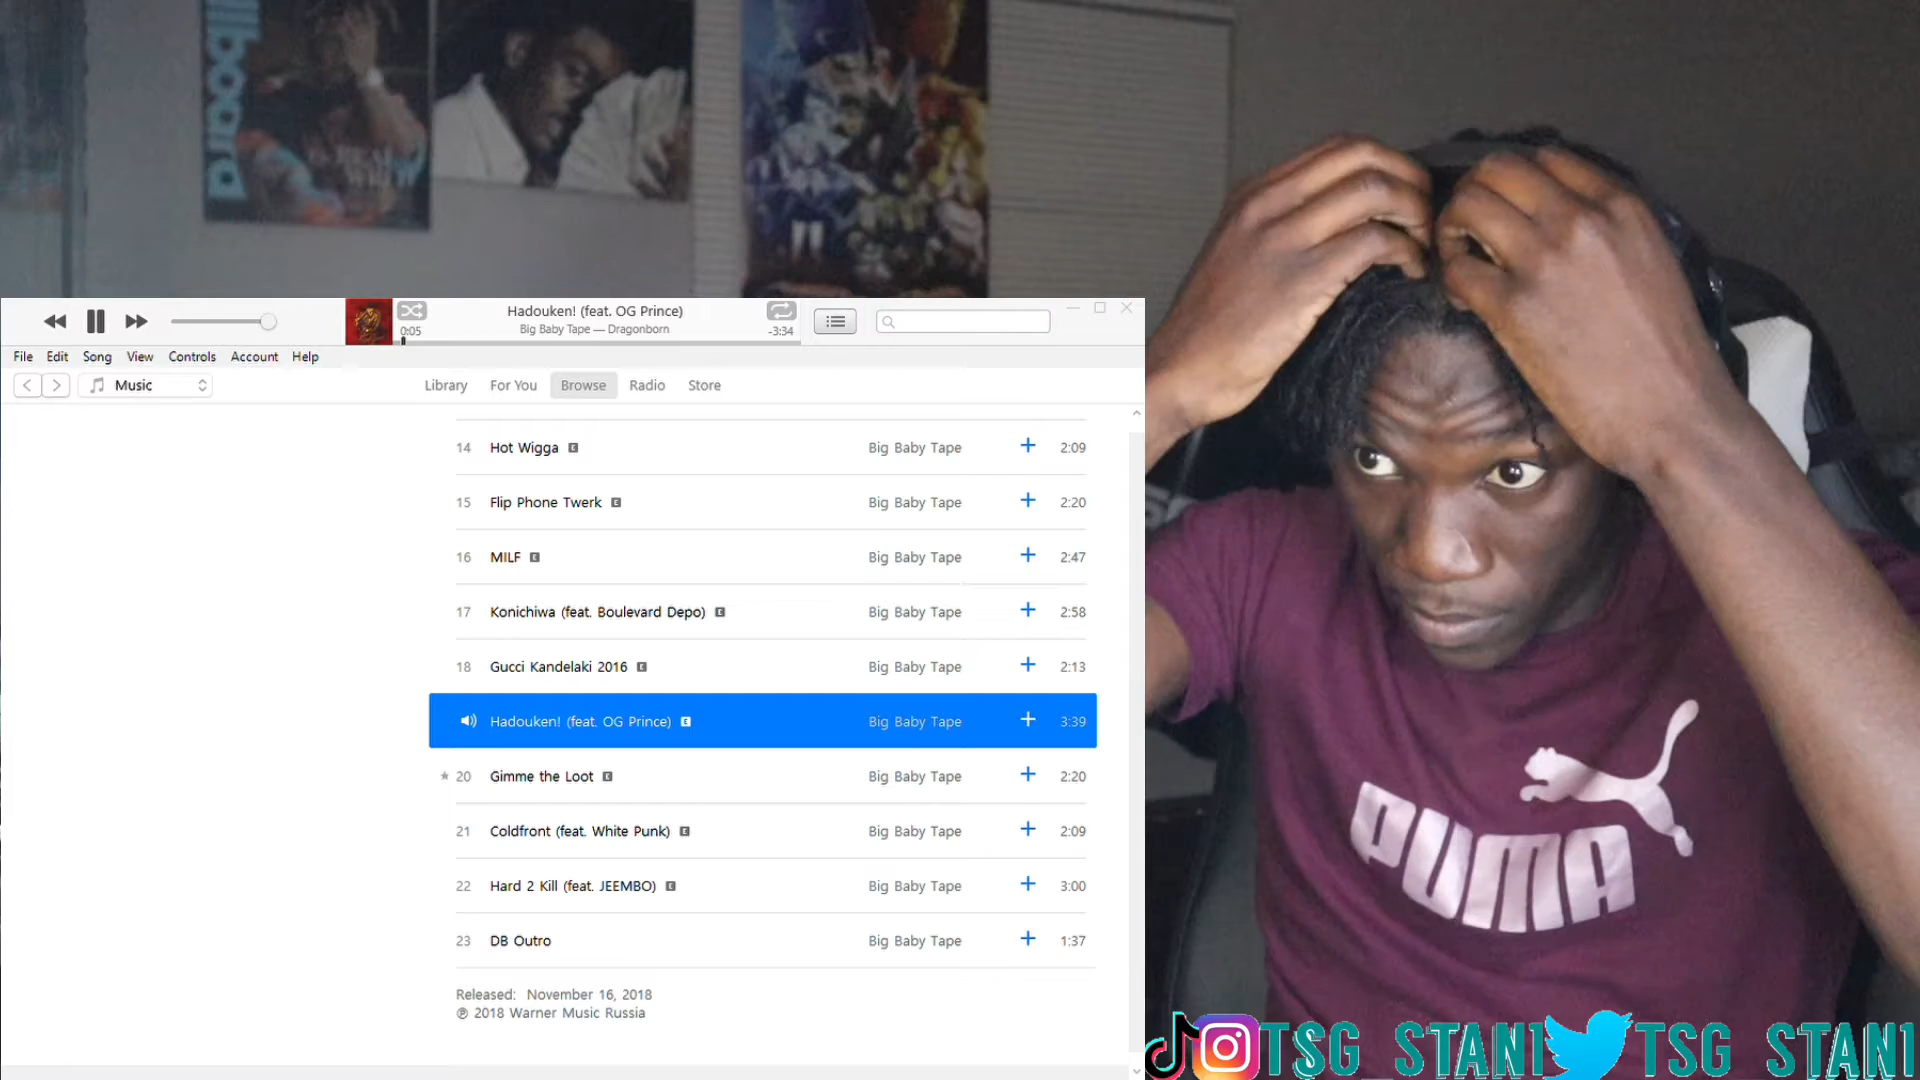 billboard
Hadouken! (feat. OG Prince)
Big Baby Tape — Dragonborn
0:05
-3:34
File Edit Song View Controls Account Help
Music
Library For You Browse Radio Store
14 Hot Wigga E Big Baby Tape + 2:09
15 Flip Phone Twerk E Big Baby Tape + 2:20
16 MILF E Big Baby Tape + 2:47
17 Konichiwa (feat. Boulevard Depo) E Big Baby Tape + 2:58
18 Gucci Kandelaki 2016 E Big Baby Tape + 2:13
Hadouken! (feat. OG Prince) E Big Baby Tape + 3:39
★ 20 Gimme the Loot E Big Baby Tape + 2:20
21 Coldfront (feat. White Punk) E Big Baby Tape + 2:09
22 Hard 2 Kill (feat. JEEMBO) E Big Baby Tape + 3:00
23 DB Outro Big Baby Tape + 1:37
Released: November 16, 2018
℗ 2018 Warner Music Russia
PUMA
TSG_STAN1 TSG_STAN1